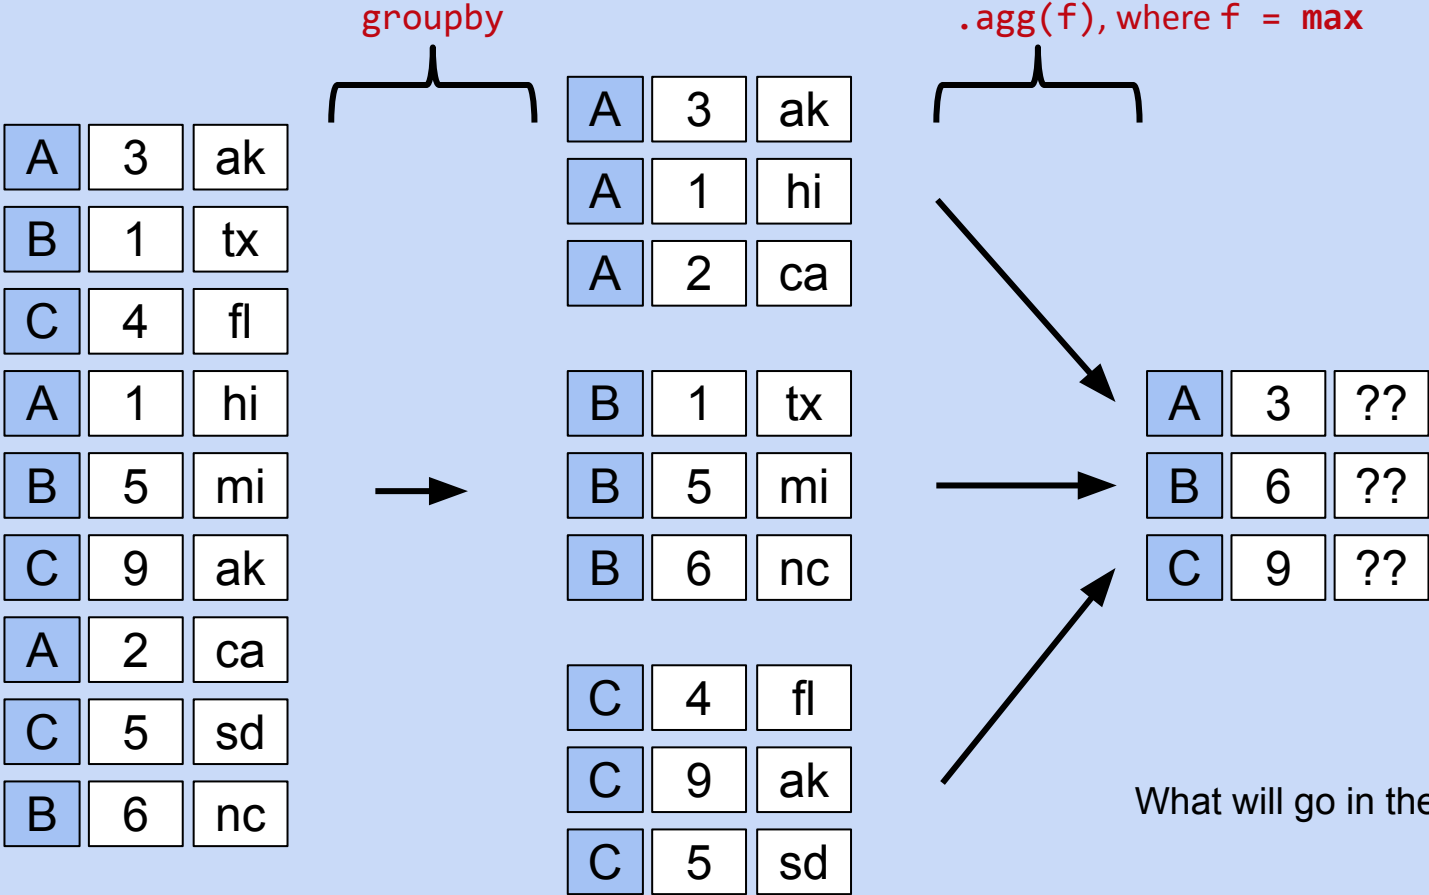 groupby
.agg(f), where f = max
A 3 ak
B 1 tx
C 4 fl
A 1 hi
B 5 mi
C 9 ak
A 2 ca
C 5 sd
B 6 nc
A 3 ak
A 1 hi
A 2 ca
B 1 tx
B 5 mi
B 6 nc
C 4 fl
C 9 ak
C 5 sd
A 3 ??
B 6 ??
C 9 ??
What will go in the